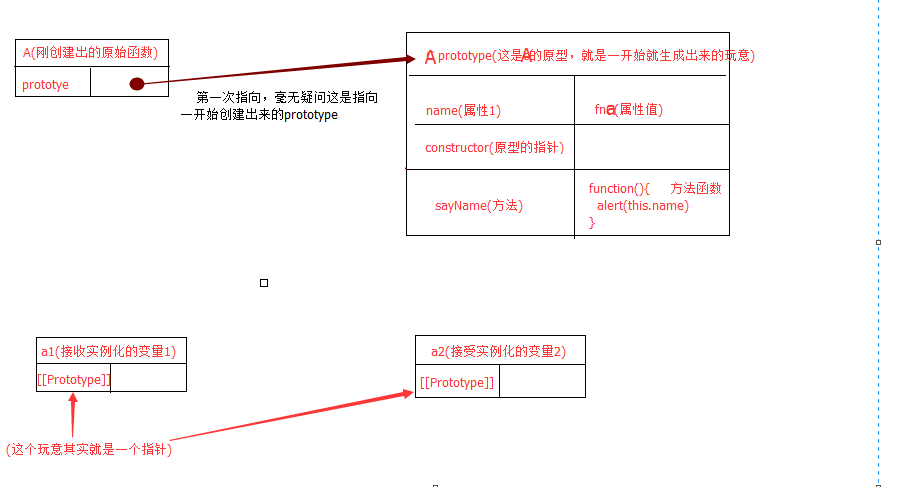 A(刚创建出的原始函数)
prototye
第一次指向，毫无疑问这是指向
一开始创建出来的prototype
A prototype(这是A的原型，就是一开始就生成出来的玩意)
name(属性1)
(属性值)
constructor(原型的指针)
sayName(方法)
function(){ 方法函数
alert(this.name)
}
a1(接收实例化的变量1)
[[Prototype]]
a2(接受实例化的变量2)
[[Prototype]]
(这个玩意其实就是一个指针)